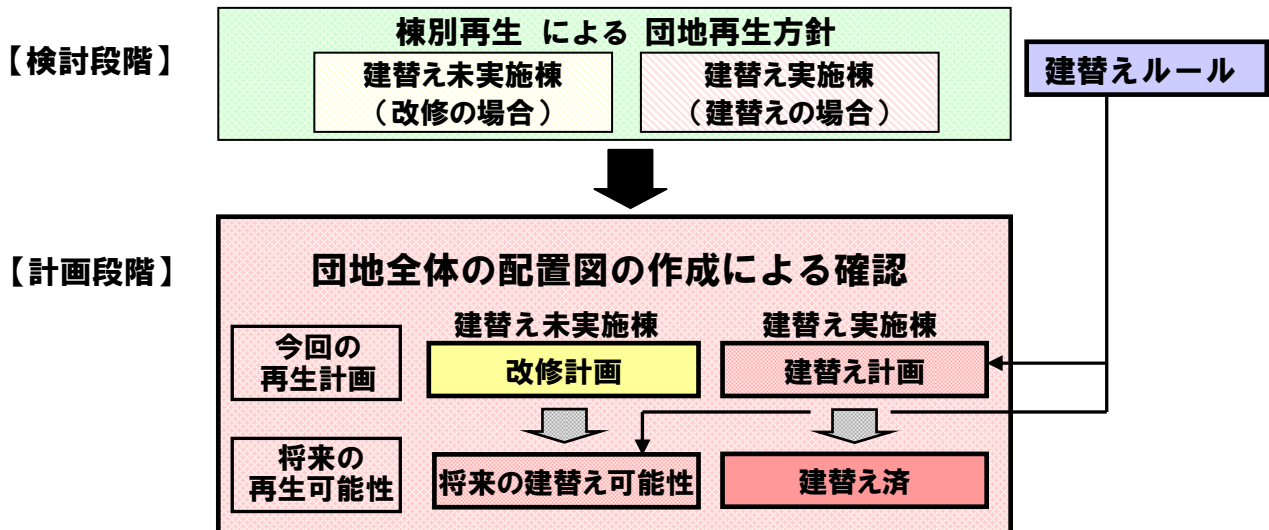 【検討段階】
棟別再生 による 団地再生方針
建替え未実施棟
（改修の場合）
建替え実施棟
（建替えの場合）
建替えルール
【計画段階】
団地全体の配置図の作成による確認
今回の
再生計画
建替え未実施棟
改修計画
建替え実施棟
建替え計画
将来の
再生可能性
将来の建替え可能性
建替え済